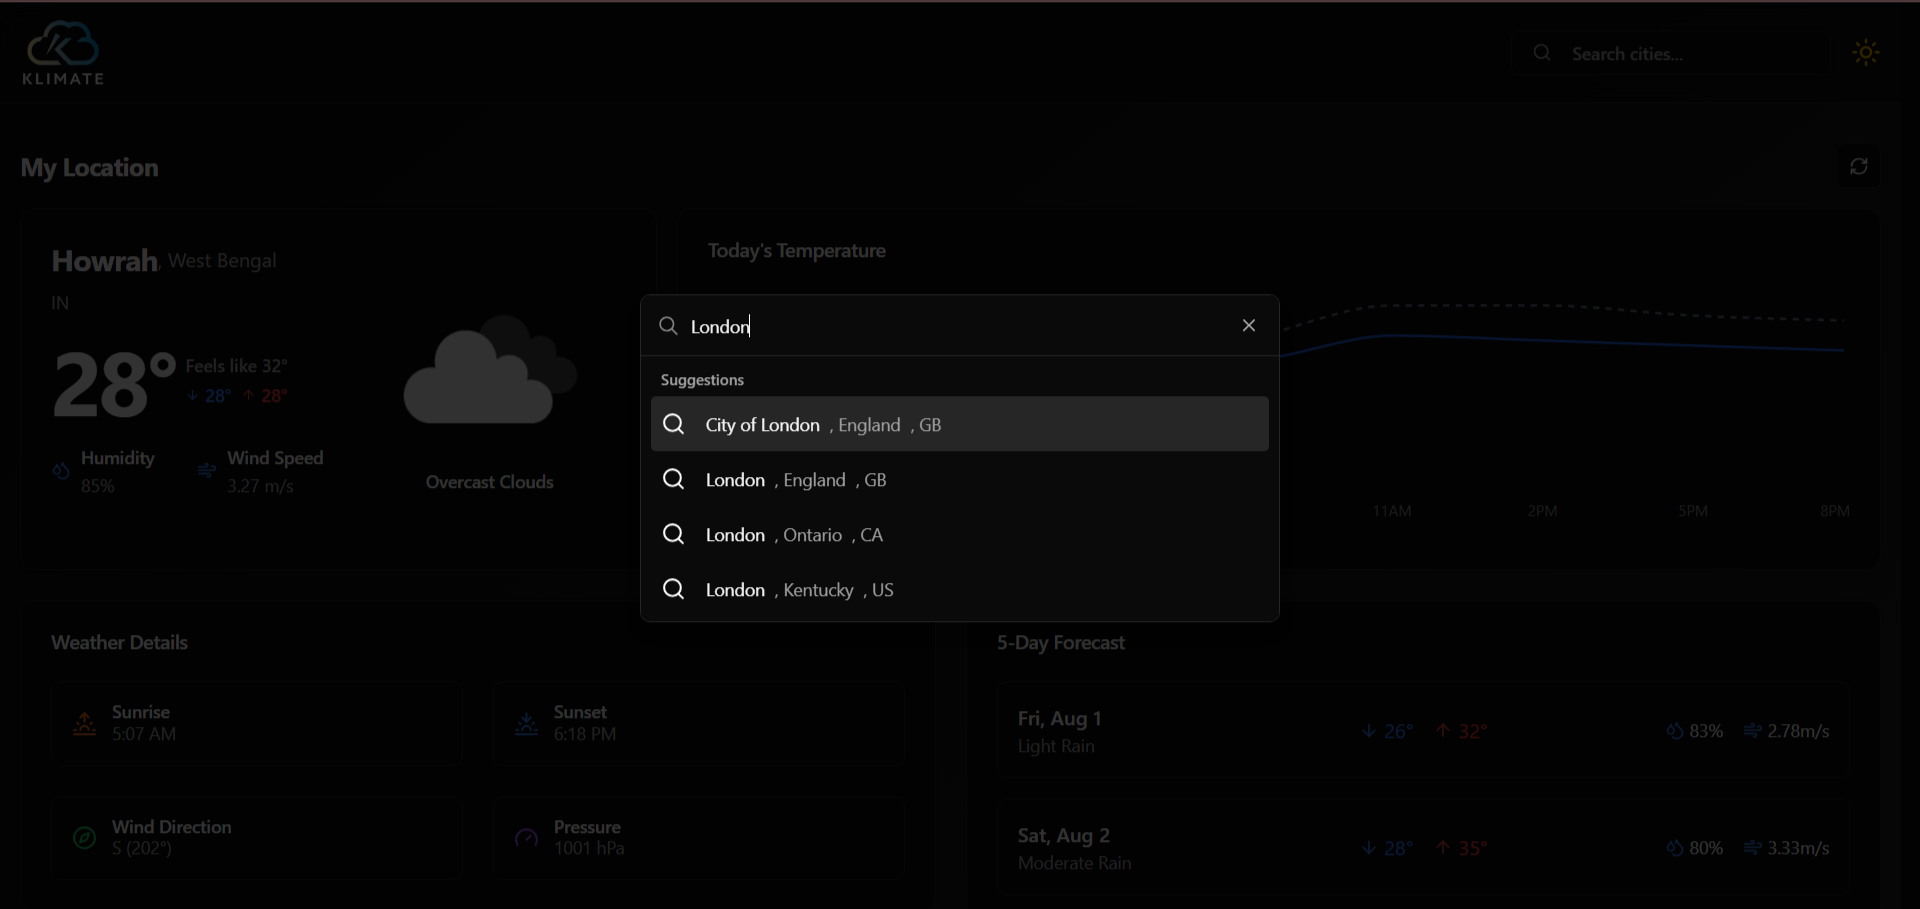 KLIMATE
Search cities...
My Location
Howrah, West Bengal
IN
28°
Feels like 32°
28° 28°
Humidity
85%
Wind Speed
3.27 m/s
Overcast Clouds
Today's Temperature
11AM 2PM 5PM 8PM
London
Suggestions
City of London , England , GB
London , England , GB
London , Ontario , CA
London , Kentucky , US
Weather Details
Sunrise
5:07 AM
Sunset
6:18 PM
Wind Direction
S (202°)
Pressure
1001 hPa
5-Day Forecast
Fri, Aug 1
Light Rain
26° 32° 83% 2.78m/s
Sat, Aug 2
Moderate Rain
28° 35° 80% 3.33m/s